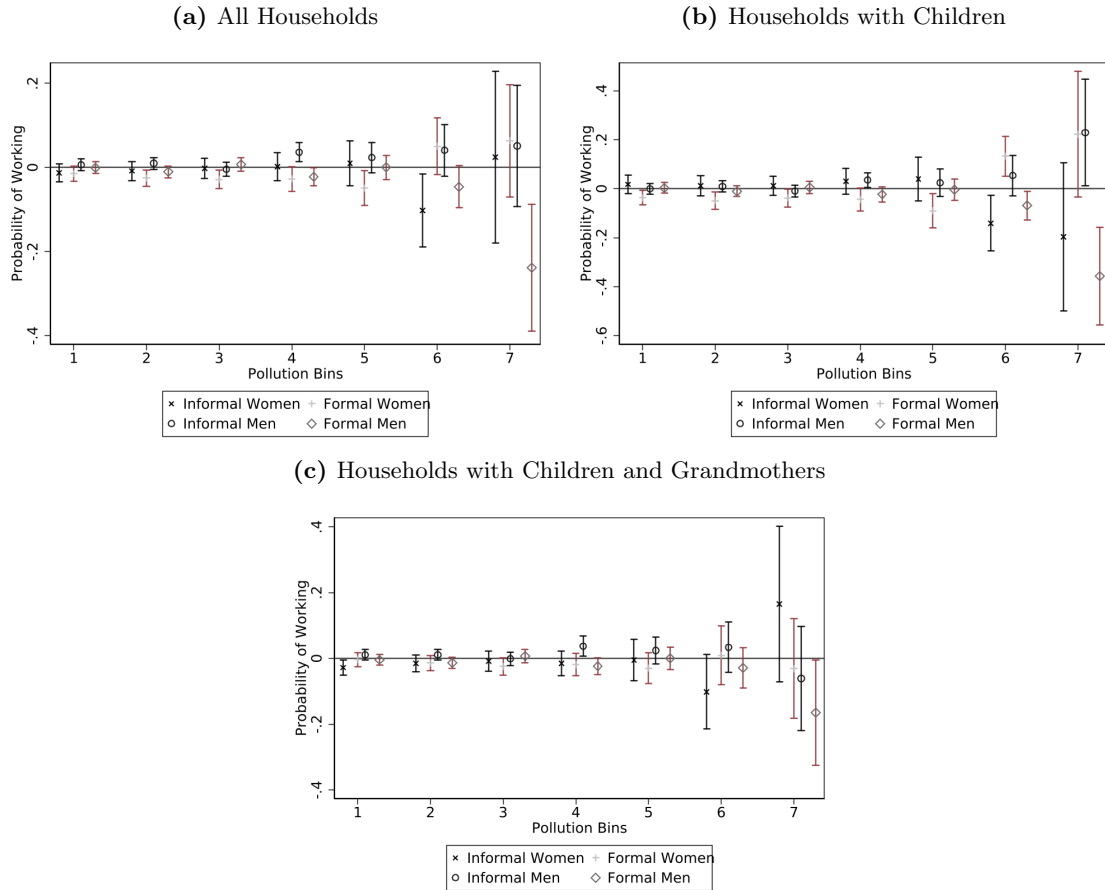 (a) All Households
.2
0
-.2
-.4
Probability of Working
1 2 3 4 5 6 7
Pollution Bins
Informal Women Formal Women
Informal Men Formal Men
(b) Households with Children
.4
.2
0
-.2
-.4
-.6
Probability of Working
1 2 3 4 5 6 7
Pollution Bins
Informal Women Formal Women
Informal Men Formal Men
(c) Households with Children and Grandmothers
.4
.2
0
-.2
-.4
Probability of Working
1 2 3 4 5 6 7
Pollution Bins
Informal Women Formal Women
Informal Men Formal Men